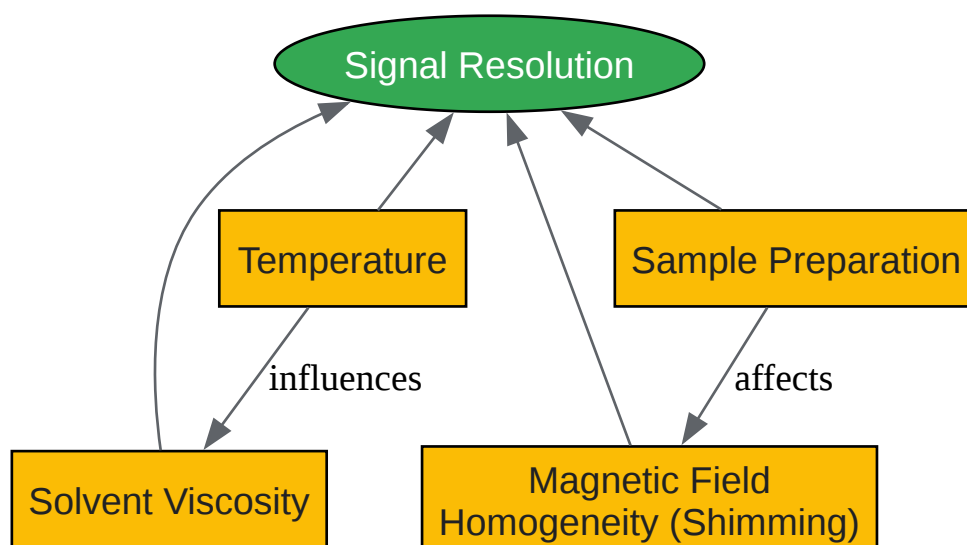 Signal Resolution
Temperature
Sample Preparation
influences
affects
Solvent Viscosity
Magnetic Field
Homogeneity (Shimming)